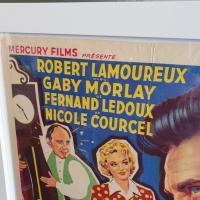 MERCURY FILMS PRÉSENTE
ROBERT LAMOUREUX
GABY MORLAY
FERNAND LEDOUX
NICOLE COURCEL